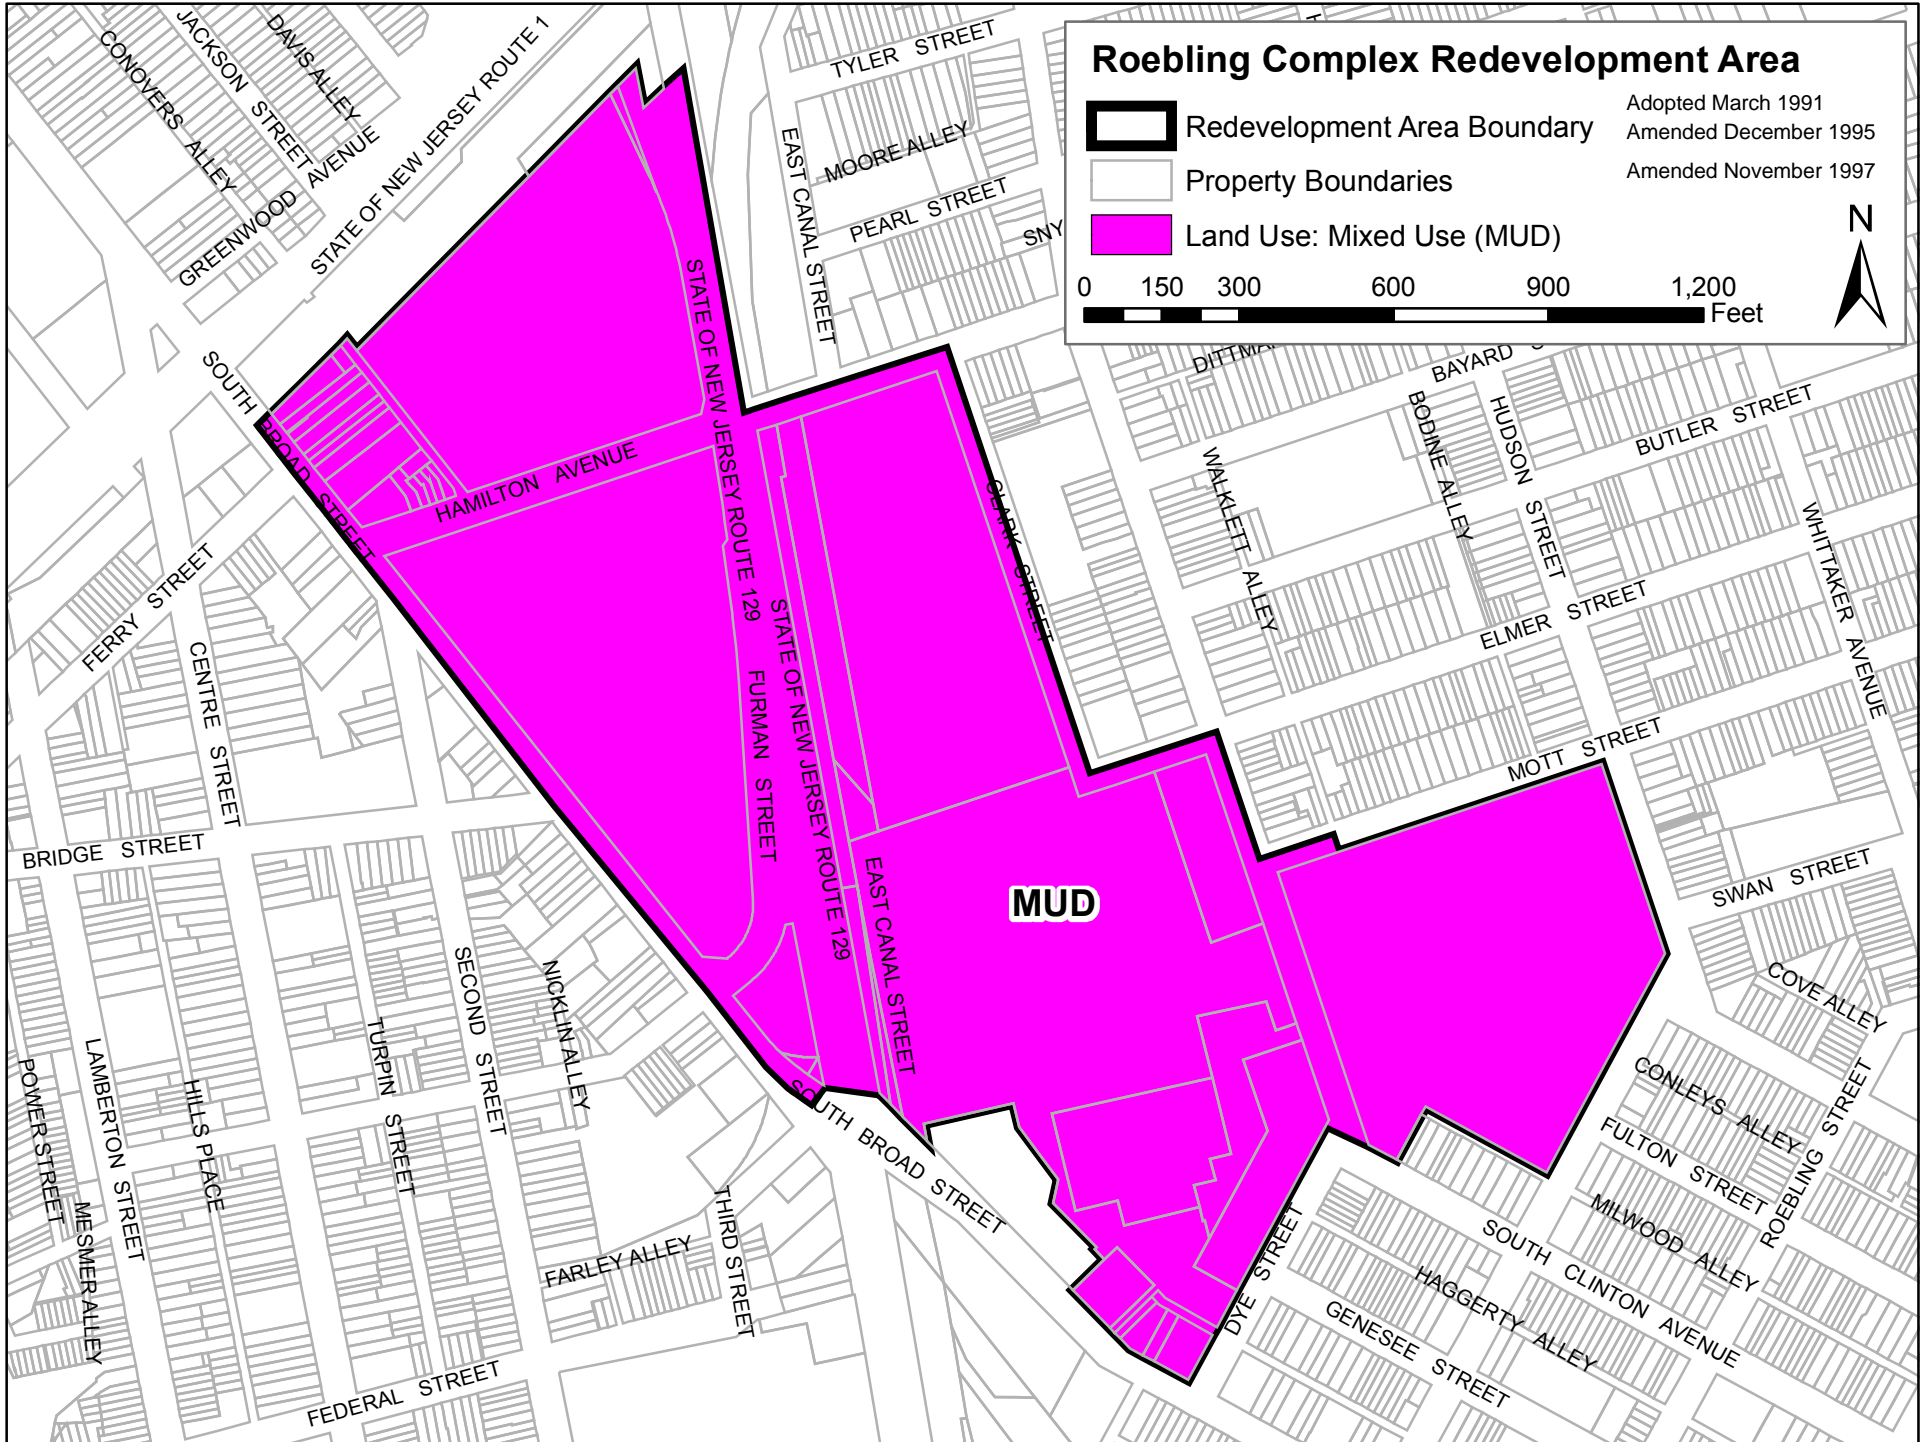 Roebling Complex Redevelopment Area
Redevelopment Area Boundary
Property Boundaries
Land Use: Mixed Use (MUD)
Adopted March 1991
Amended December 1995
Amended November 1997
N
0 150 300 600 900 1,200
Feet
CONOVERS ALLEY
JACKSON STREET
DAVIS ALLEY
GREENWOOD AVENUE
STATE OF NEW JERSEY ROUTE 1
TYLER STREET
MOORE ALLEY
PEARL STREET
EAST CANAL STREET
SNY
DITTMA
BAYARD S
BODINE ALLEY
HUDSON STREET
BUTLER STREET
WALKLETT ALLEY
WHITTAKER AVENUE
ELMER STREET
MOTT STREET
SWAN STREET
COVE ALLEY
CONLEYS ALLEY
FULTON STREET
ROEBLING STREET
MILWOOD ALLEY
SOUTH CLINTON AVENUE
HAGGERTY ALLEY
GENESEE STREET
DYE STREET
SOUTH BROAD STREET
HAMILTON AVENUE
STATE OF NEW JERSEY ROUTE 129
CLARK STREET
STATE OF NEW JERSEY ROUTE 129
FURMAN STREET
EAST CANAL STREET
MUD
SOUTH BROAD STREET
FERRY STREET
CENTRE STREET
BRIDGE STREET
SECOND STREET
NICKLIN ALLEY
TURPIN STREET
HILLS PLACE
LAMBERTON STREET
POWER STREET
MESMER ALLEY
FARLEY ALLEY
THIRD STREET
FEDERAL STREET